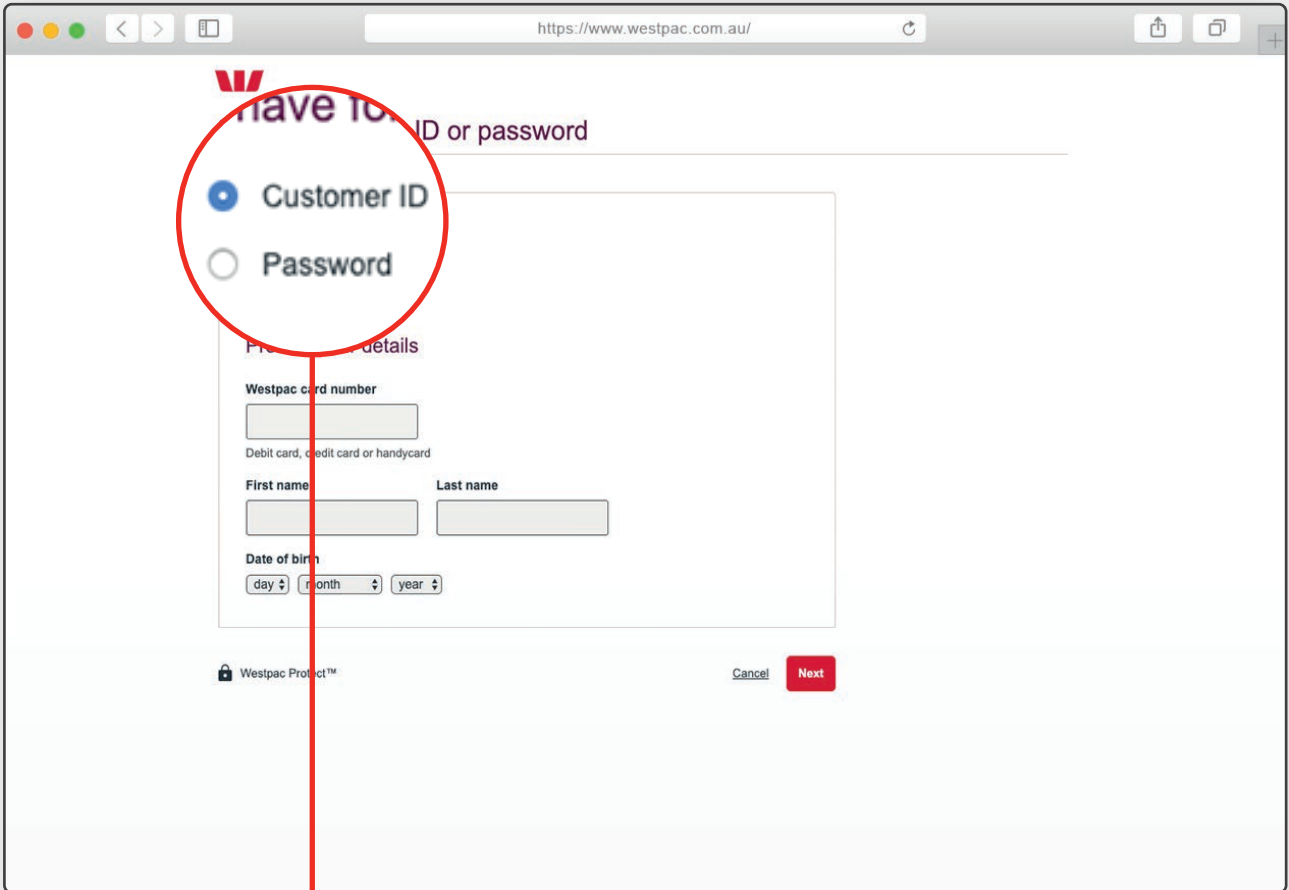 https://www.westpac.com.au/
have
ID or password
Customer ID
Password
details
Westpac card number
Debit card, credit card or handycard
First name Last name
Date of birth
day month year
Westpac Protect™ Cancel Next